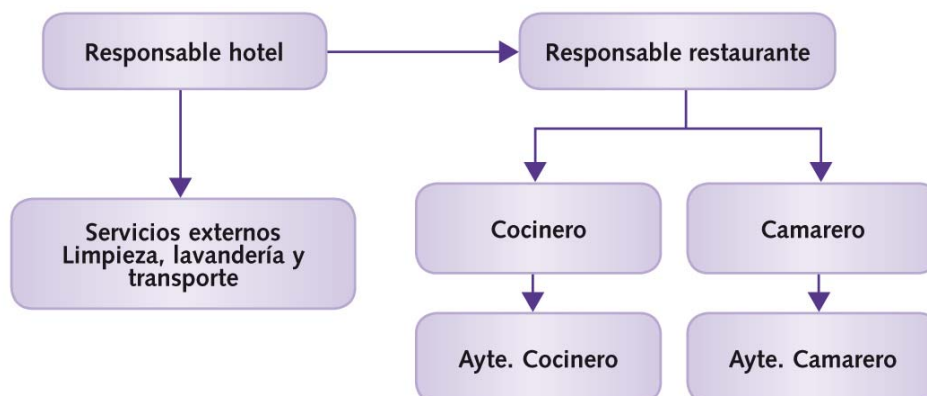 Responsable hotel
Responsable restaurante
Servicios externos
Limpieza, lavandería y
transporte
Cocinero
Camarero
Ayte. Cocinero
Ayte. Camarero